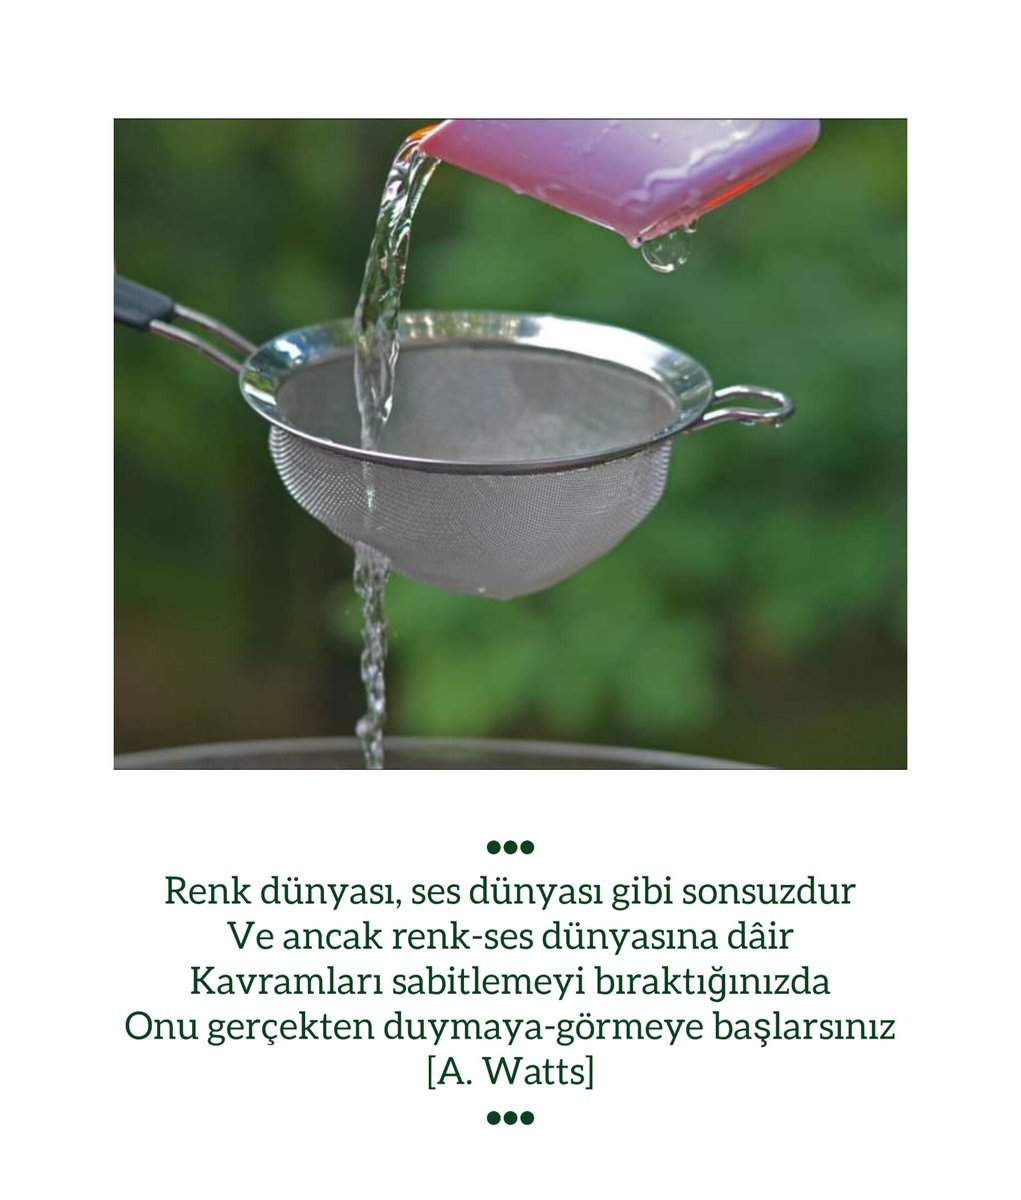 ●●●
Renk dünyası, ses dünyası gibi sonsuzdur
Ve ancak renk-ses dünyasına dâir
Kavramları sabitlemeyi bıraktığınızda
Onu gerçekten duymaya-görmeye başlarsınız
[A. Watts]
●●●